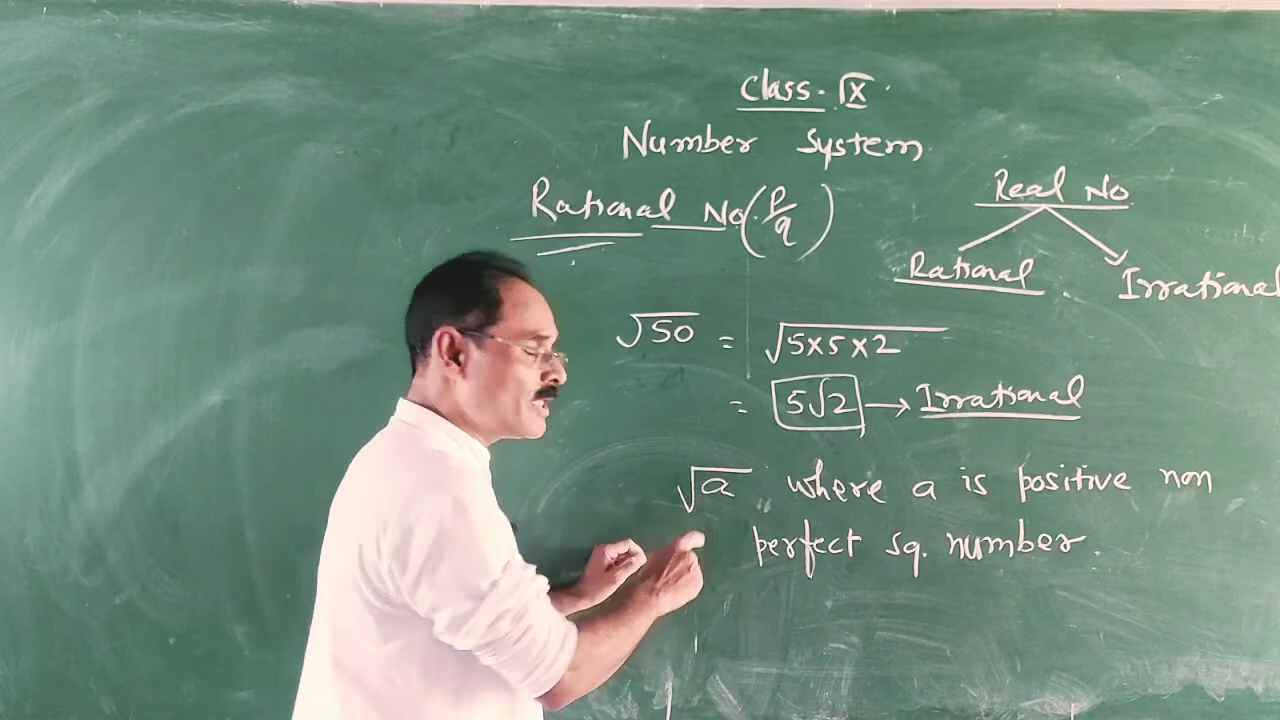 Class. IX
Number System
Rational No. (p/q)
Real No
Rational
Irrational
√50 = √5×5×2
= 5√2 → Irrational
√a where a is positive non
perfect sq. number.